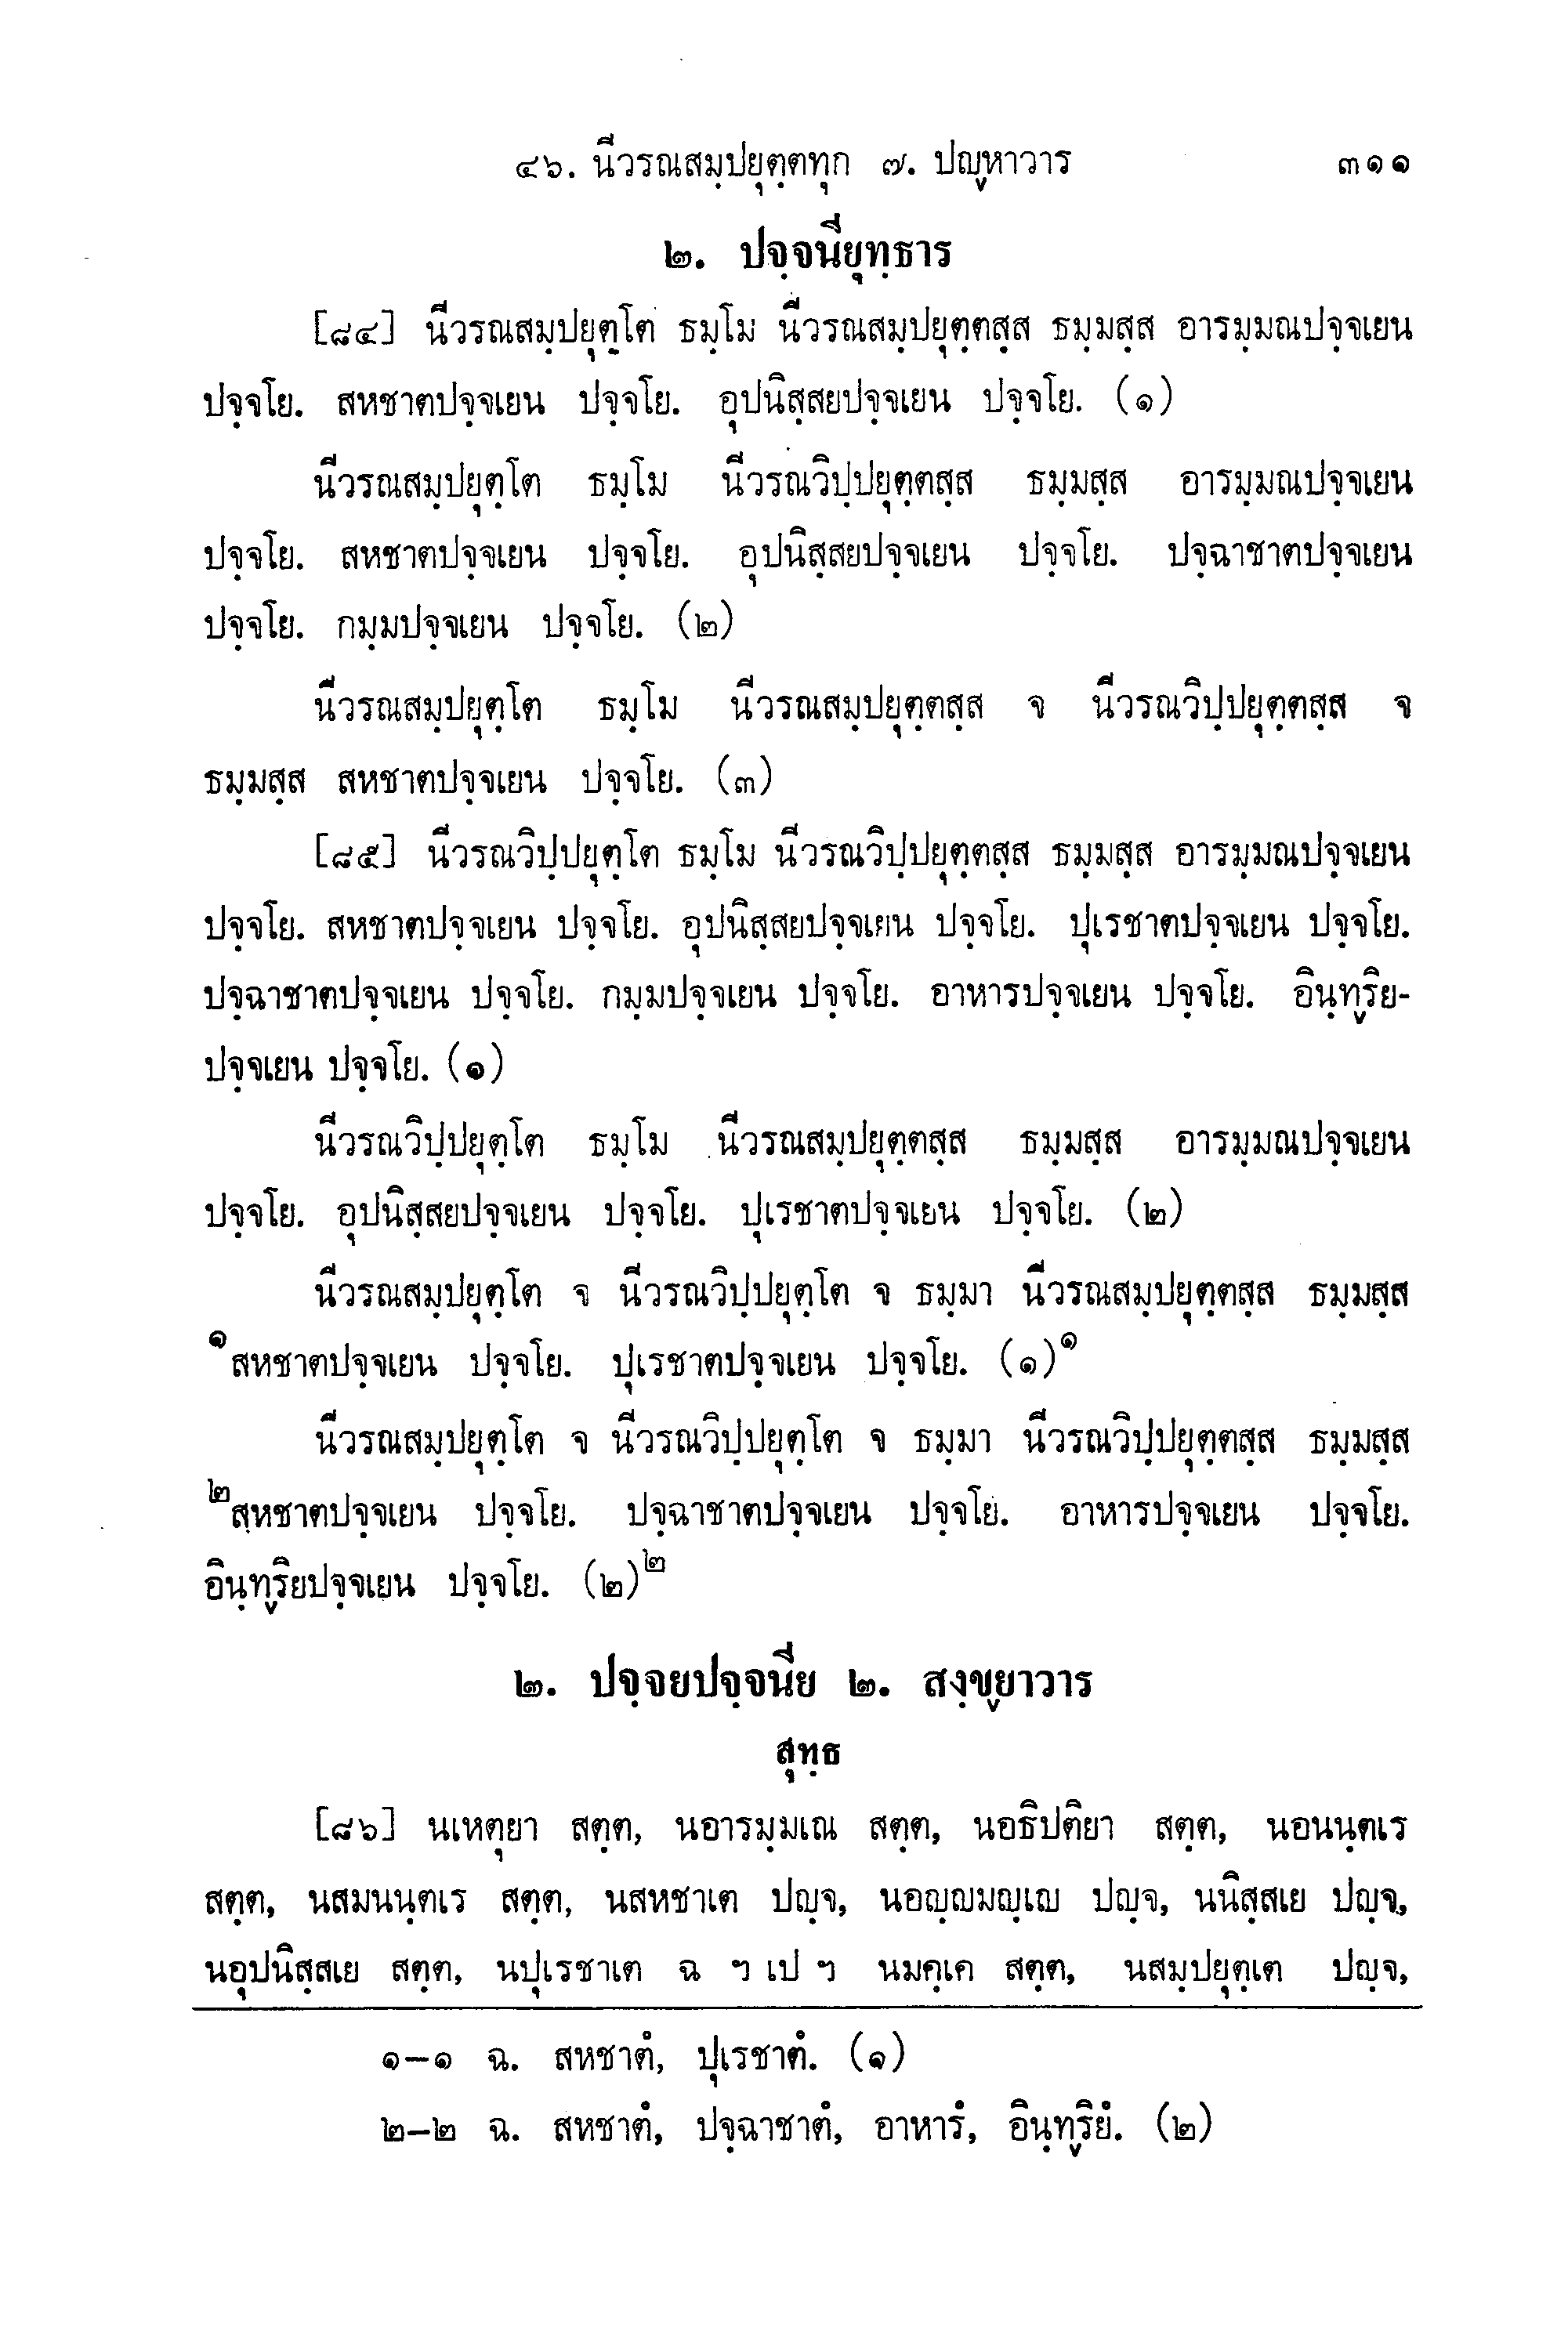 ๔๖. นีวรณสมฺปยุตฺตทุก ๗. ปญฺหาวาร ๓๑๑
๒. ปจฺจนียุทฺธาร
[๘๔] นีวรณสมฺปยุตฺโต ธมฺโม นีวรณสมฺปยุตฺตสฺส ธมฺมสฺส อารมฺมณปจฺจเยน
ปจฺจโย. สหชาตปจฺจเยน ปจฺจโย. อุปนิสฺสยปจฺจเยน ปจฺจโย. (๑)
นีวรณสมฺปยุตฺโต ธมฺโม นีวรณวิปฺปยุตฺตสฺส ธมฺมสฺส อารมฺมณปจฺจเยน
ปจฺจโย. สหชาตปจฺจเยน ปจฺจโย. อุปนิสฺสยปจฺจเยน ปจฺจโย. ปจฺฉาชาตปจฺจเยน
ปจฺจโย. กมฺมปจฺจเยน ปจฺจโย. (๒)
นีวรณสมฺปยุตฺโต ธมฺโม นีวรณสมฺปยุตฺตสฺส จ นีวรณวิปฺปยุตฺตสฺส จ
ธมฺมสฺส สหชาตปจฺจเยน ปจฺจโย. (๓)
[๘๕] นีวรณวิปฺปยุตฺโต ธมฺโม นีวรณวิปฺปยุตฺตสฺส ธมฺมสฺส อารมฺมณปจฺจเยน
ปจฺจโย. สหชาตปจฺจเยน ปจฺจโย. อุปนิสฺสยปจฺจเยน ปจฺจโย. ปุเรชาตปจฺจเยน ปจฺจโย.
ปจฺฉาชาตปจฺจเยน ปจฺจโย. กมฺมปจฺจเยน ปจฺจโย. อาหารปจฺจเยน ปจฺจโย. อินฺทฺริย-
ปจฺจเยน ปจฺจโย. (๑)
นีวรณวิปฺปยุตฺโต ธมฺโม นีวรณสมฺปยุตฺตสฺส ธมฺมสฺส อารมฺมณปจฺจเยน
ปจฺจโย. อุปนิสฺสยปจฺจเยน ปจฺจโย. ปุเรชาตปจฺจเยน ปจฺจโย. (๒)
นีวรณสมฺปยุตฺโต จ นีวรณวิปฺปยุตฺโต จ ธมฺมา นีวรณสมฺปยุตฺตสฺส ธมฺมสฺส
๑สหชาตปจฺจเยน ปจฺจโย. ปุเรชาตปจฺจเยน ปจฺจโย. (๑)๑
นีวรณสมฺปยุตฺโต จ นีวรณวิปฺปยุตฺโต จ ธมฺมา นีวรณวิปฺปยุตฺตสฺส ธมฺมสฺส
๒สหชาตปจฺจเยน ปจฺจโย. ปจฺฉาชาตปจฺจเยน ปจฺจโย. อาหารปจฺจเยน ปจฺจโย.
อินฺทฺริยปจฺจเยน ปจฺจโย. (๒)๒
๒. ปจฺจยปจฺจนีย ๒. สงฺขฺยาวาร
สุทฺธ
[๘๖] นเหตุยา สตฺต, นอารมฺมเณ สตฺต, นอธิปติยา สตฺต, นอนนฺตเร
สตฺต, นสมนนฺตเร สตฺต, นสหชาเต ปญฺจ, นอญฺญมญฺเญ ปญฺจ, นนิสฺสเย ปญฺจ,
นอุปนิสฺสเย สตฺต, นปุเรชาเต ฉ ฯ เป ฯ นมคฺเค สตฺต, นสมฺปยุตฺเต ปญฺจ,
๑-๑ ฉ. สหชาตํ, ปุเรชาตํ. (๑)
๒-๒ ฉ. สหชาตํ, ปจฺฉาชาตํ, อาหารํ, อินฺทฺริยํ. (๒)